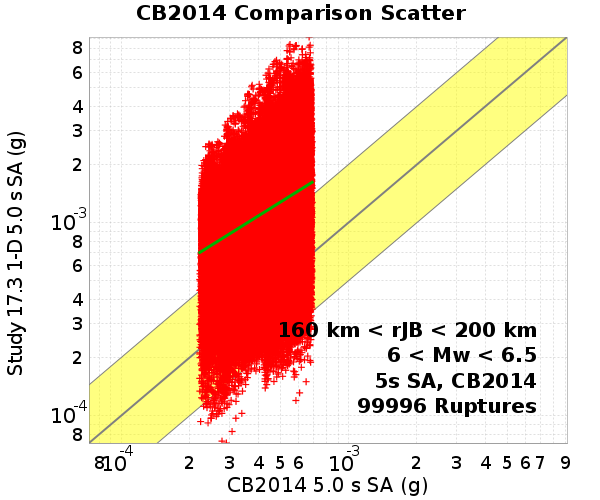 CB2014 Comparison Scatter
8
6
4
3
2
10-3
8
6
4
3
2
10-4
8
Study 17.3 1-D 5.0 s SA (g)
160 km < rJB < 200 km
6 < Mw < 6.5
5s SA, CB2014
99996 Ruptures
8 10-4 2 3 4 5 6 10-3 2 3 4 5 6 7 9
CB2014 5.0 s SA (g)